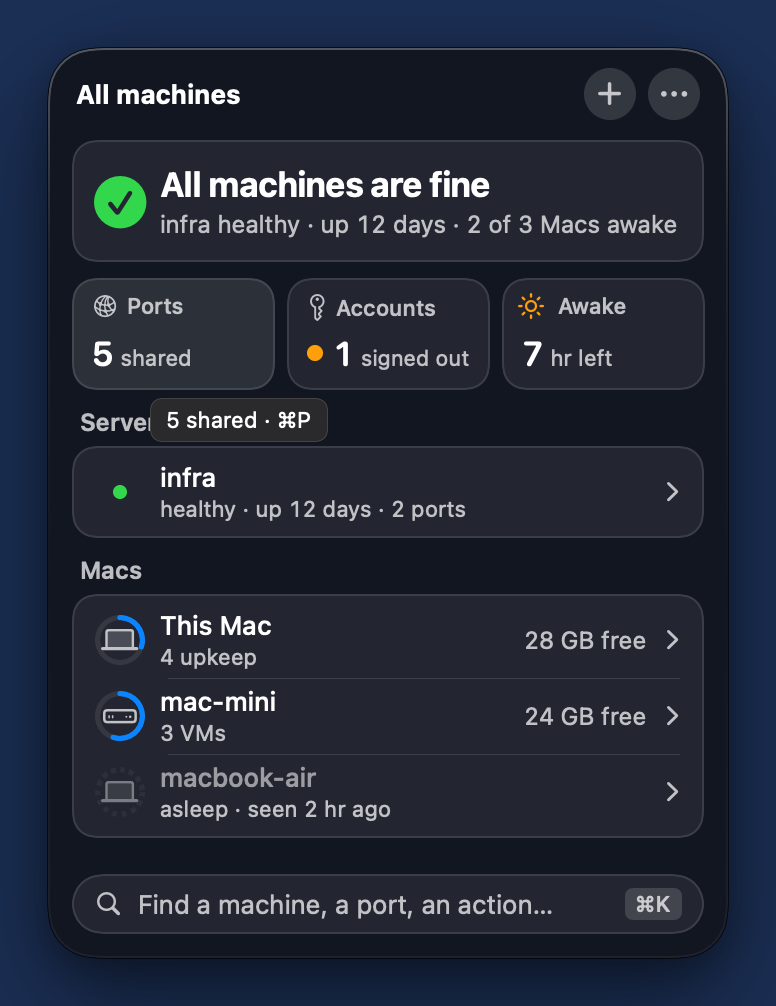 All machines
All machines are fine
infra healthy · up 12 days · 2 of 3 Macs awake
Ports
5 shared
Accounts
1 signed out
Awake
7 hr left
5 shared · ⌘P
infra
healthy · up 12 days · 2 ports
Macs
This Mac
28 GB free
4 upkeep
mac-mini
24 GB free
3 VMs
macbook-air
asleep · seen 2 hr ago
Find a machine, a port, an action...
⌘K